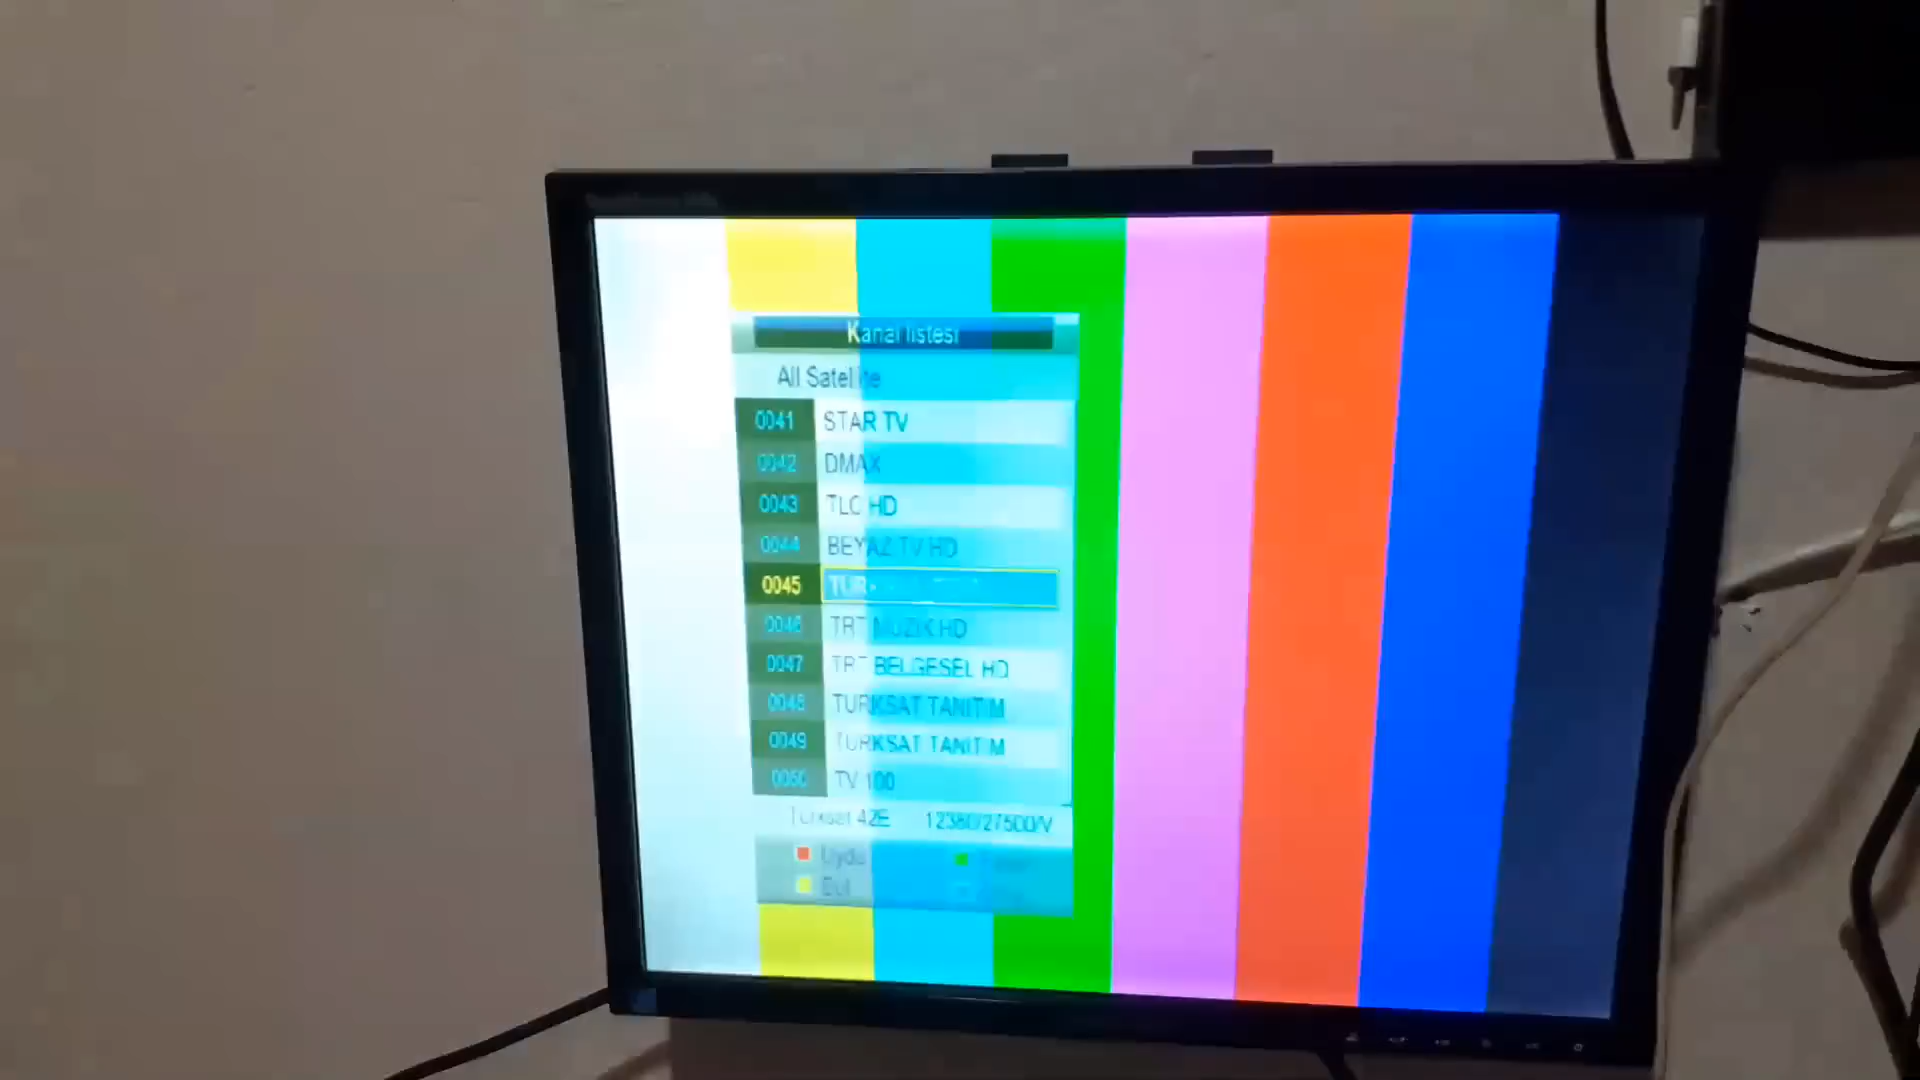 Kanal listesi
All Satellite
0041 STAR TV
0042 DMAX
0043 TLC HD
0044 BEYAZ TV HD
0045
0046 TRT MUZIK HD
0047 TRT BELGESEL HD
0048 TURKSAT TANITIM
0049 TURKSAT TANITIM
0050 TV 100
Turksat 42E 12380/27500/V
Uydu
Bul